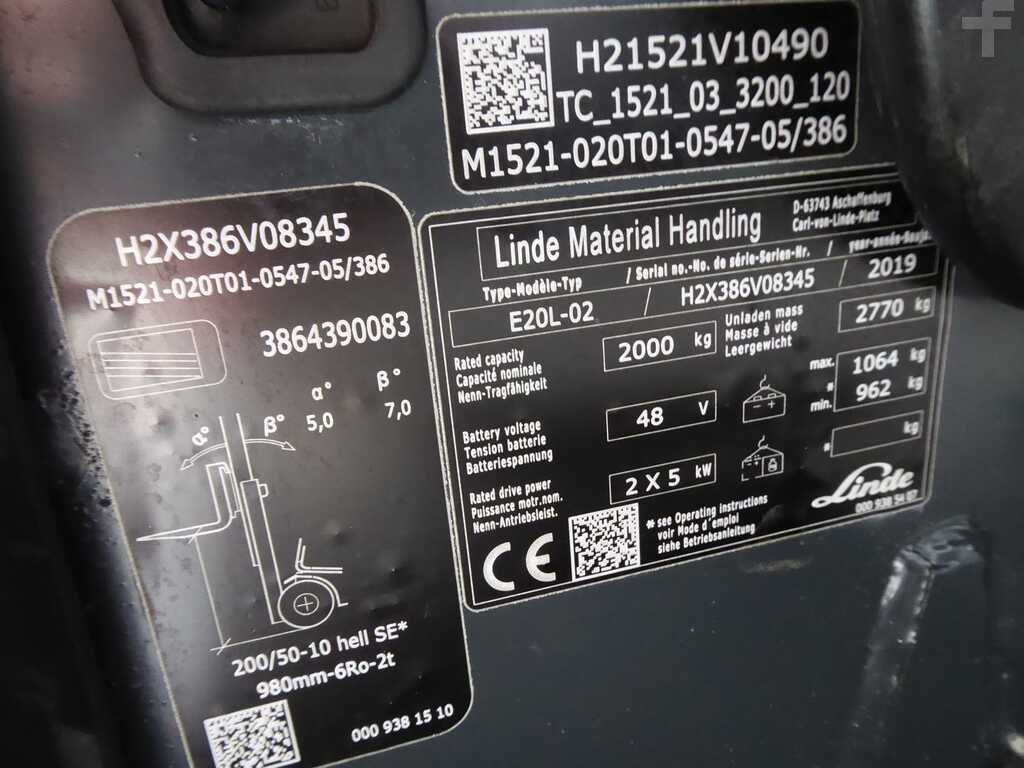 H21521V10490
TC_1521_03_3200_120
M1521-020T01-0547-05/386
H2X386V08345
M1521-020T01-0547-05/386
3864390083
α° β°
5,0 7,0
α° β°
200/50-10 hell SE*
980mm-6Ro-2t
000 938 15 10
Linde Material Handling
D-63743 Aschaffenburg
Carl-von-Linde-Platz
Type-Modèle-Typ / Serial no.-No. de série-Serien-Nr. / year-année-Baujahr
E20L-02 / H2X386V08345 / 2019
Rated capacity
Capacité nominale
Nenn-Tragfähigkeit
2000 kg
Unladen mass
Masse à vide
Leergewicht
2770 kg
Battery voltage
Tension batterie
Batteriespannung
48 V
max. 1064 kg
*
min. 962 kg
* kg
Rated drive power
Puissance motr.nom.
Nenn-Antriebsleist.
2 X 5 kW
CE
* see Operating instructions
voir Mode d´emploi
siehe Betriebsanleitung
Linde
000 938 54 07
f